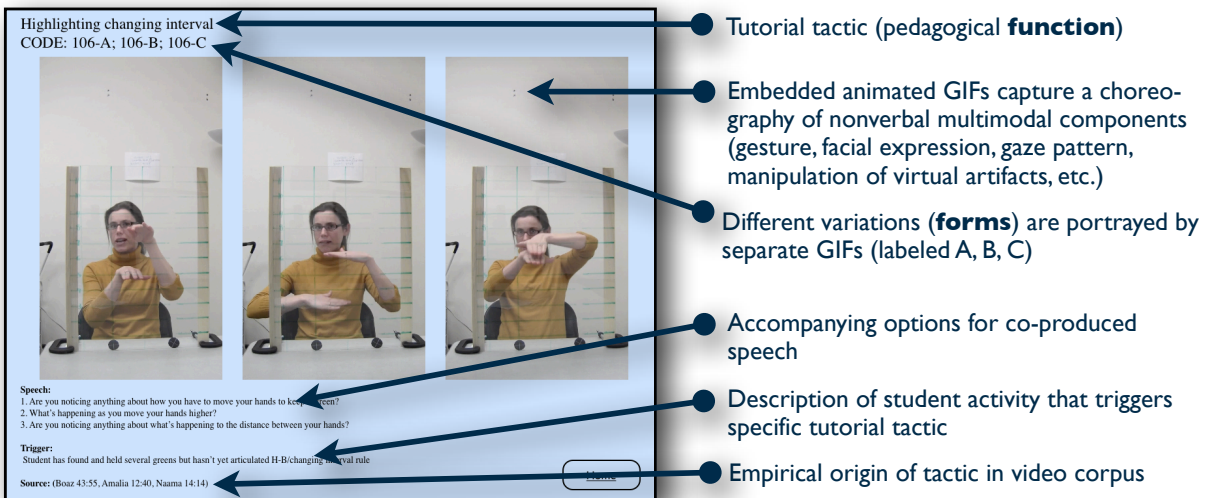 Highlighting changing interval
CODE: 106-A; 106-B; 106-C
Speech:
1. Are you noticing anything about how you have to move your hands to keep green?
2. What's happening as you move your hands higher?
3. Are you noticing anything about what's happening to the distance between your hands?
Trigger:
Student has found and held several greens but hasn't yet articulated H-B/changing interval rule
Source: (Boaz 43:55, Amalia 12:40, Naama 14:14)
Home
Tutorial tactic (pedagogical function)
Embedded animated GIFs capture a choreo-
graphy of nonverbal multimodal components
(gesture, facial expression, gaze pattern,
manipulation of virtual artifacts, etc.)
Different variations (forms) are portrayed by
separate GIFs (labeled A, B, C)
Accompanying options for co-produced
speech
Description of student activity that triggers
specific tutorial tactic
Empirical origin of tactic in video corpus